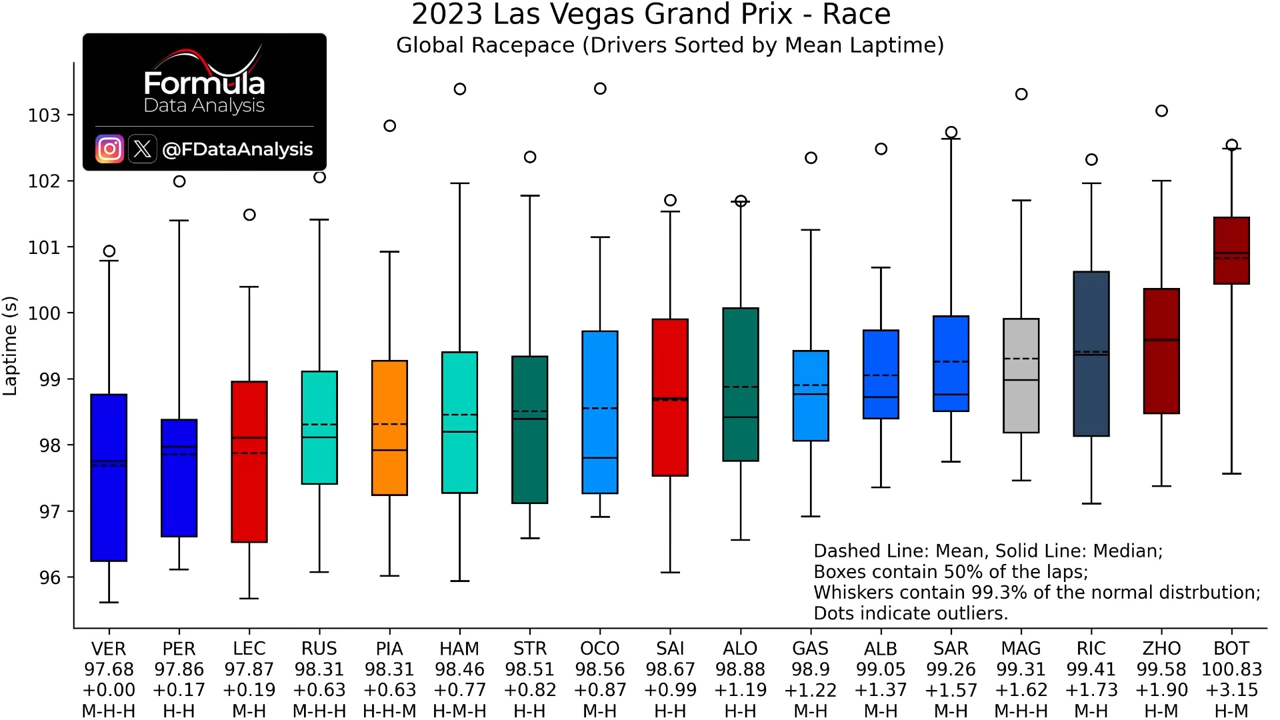 2023 Las Vegas Grand Prix - Race
Global Racepace (Drivers Sorted by Mean Laptime)
Formula
Data Analysis
@FDataAnalysis
Laptime (s)
103
102
101
100
99
98
97
96
Dashed Line: Mean, Solid Line: Median;
Boxes contain 50% of the laps;
Whiskers contain 99.3% of the normal distrbution;
Dots indicate outliers.
VER PER LEC RUS PIA HAM STR OCO SAI ALO GAS ALB SAR MAG RIC ZHO BOT
97.68 97.86 97.87 98.31 98.31 98.46 98.51 98.56 98.67 98.88 98.9 99.05 99.26 99.31 99.41 99.58 100.83
+0.00 +0.17 +0.19 +0.63 +0.63 +0.77 +0.82 +0.87 +0.99 +1.19 +1.22 +1.37 +1.57 +1.62 +1.73 +1.90 +3.15
M-H-H H-H M-H M-H-H H-H-M H-M-H H-H M-H H-H H-H M-H M-H M-H M-H-H M-H H-M H-M